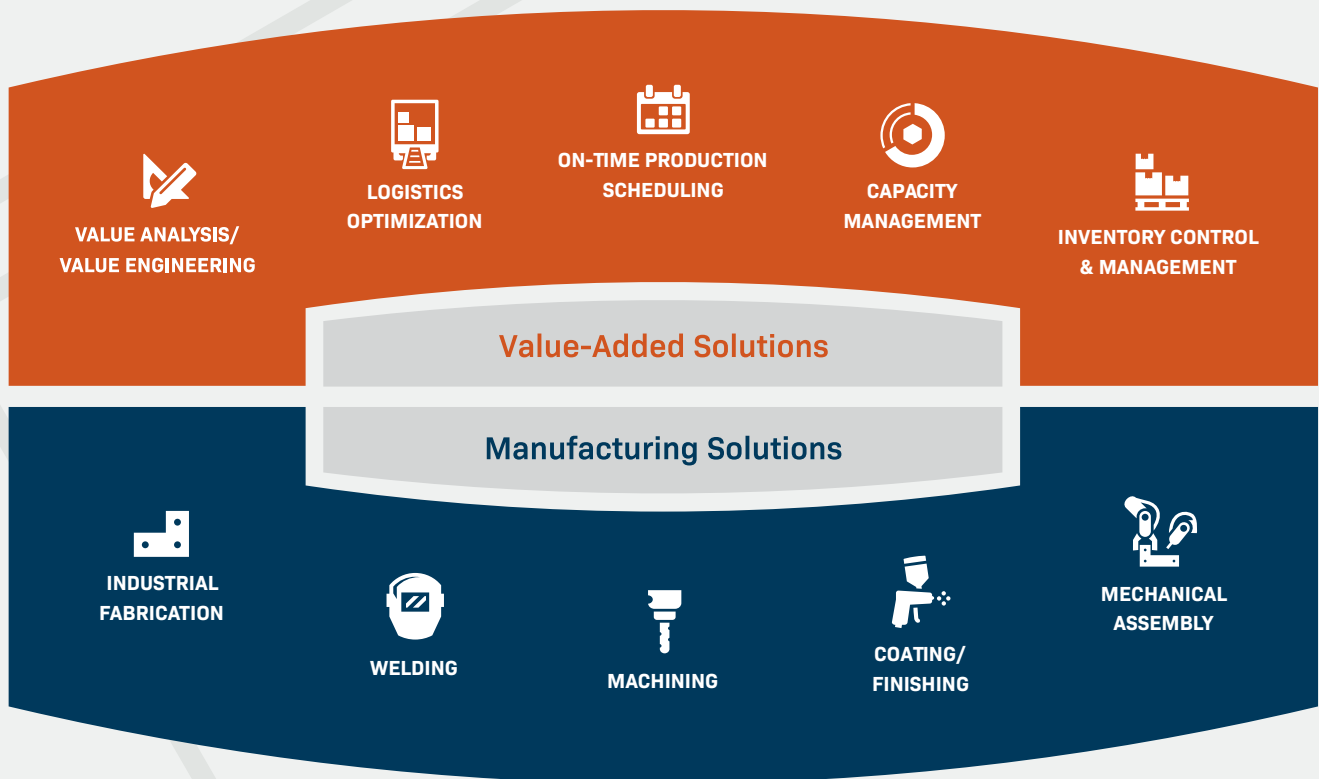 VALUE ANALYSIS/
VALUE ENGINEERING
LOGISTICS
OPTIMIZATION
ON-TIME PRODUCTION
SCHEDULING
CAPACITY
MANAGEMENT
INVENTORY CONTROL
& MANAGEMENT
Value-Added Solutions
Manufacturing Solutions
INDUSTRIAL
FABRICATION
WELDING
MACHINING
COATING/
FINISHING
MECHANICAL
ASSEMBLY